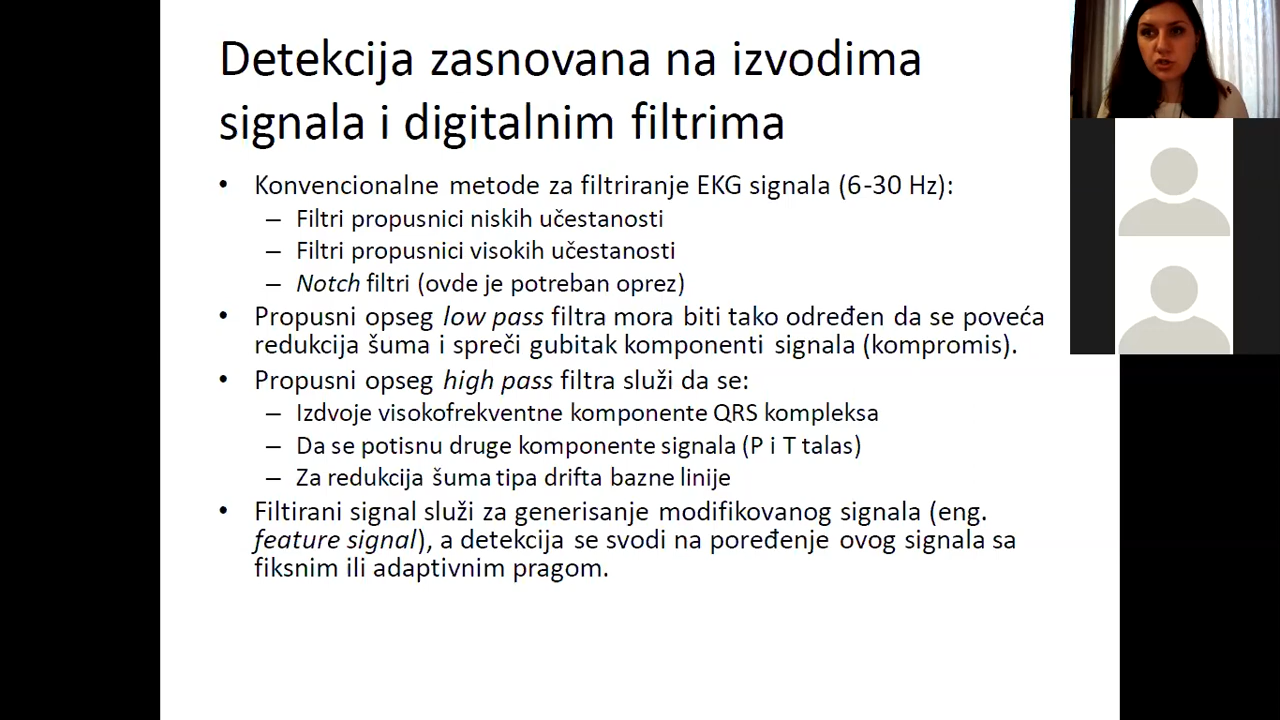 Detekcija zasnovana na izvodima
signala i digitalnim filtrima
• Konvencionalne metode za filtriranje EKG signala (6-30 Hz):
– Filtri propusnici niskih učestanosti
– Filtri propusnici visokih učestanosti
– Notch filtri (ovde je potreban oprez)
• Propusni opseg low pass filtra mora biti tako određen da se poveća
redukcija šuma i spreči gubitak komponenti signala (kompromis).
• Propusni opseg high pass filtra služi da se:
– Izdvoje visokofrekventne komponente QRS kompleksa
– Da se potisnu druge komponente signala (P i T talas)
– Za redukcija šuma tipa drifta bazne linije
• Filtirani signal služi za generisanje modifikovanog signala (eng.
feature signal), a detekcija se svodi na poređenje ovog signala sa
fiksnim ili adaptivnim pragom.